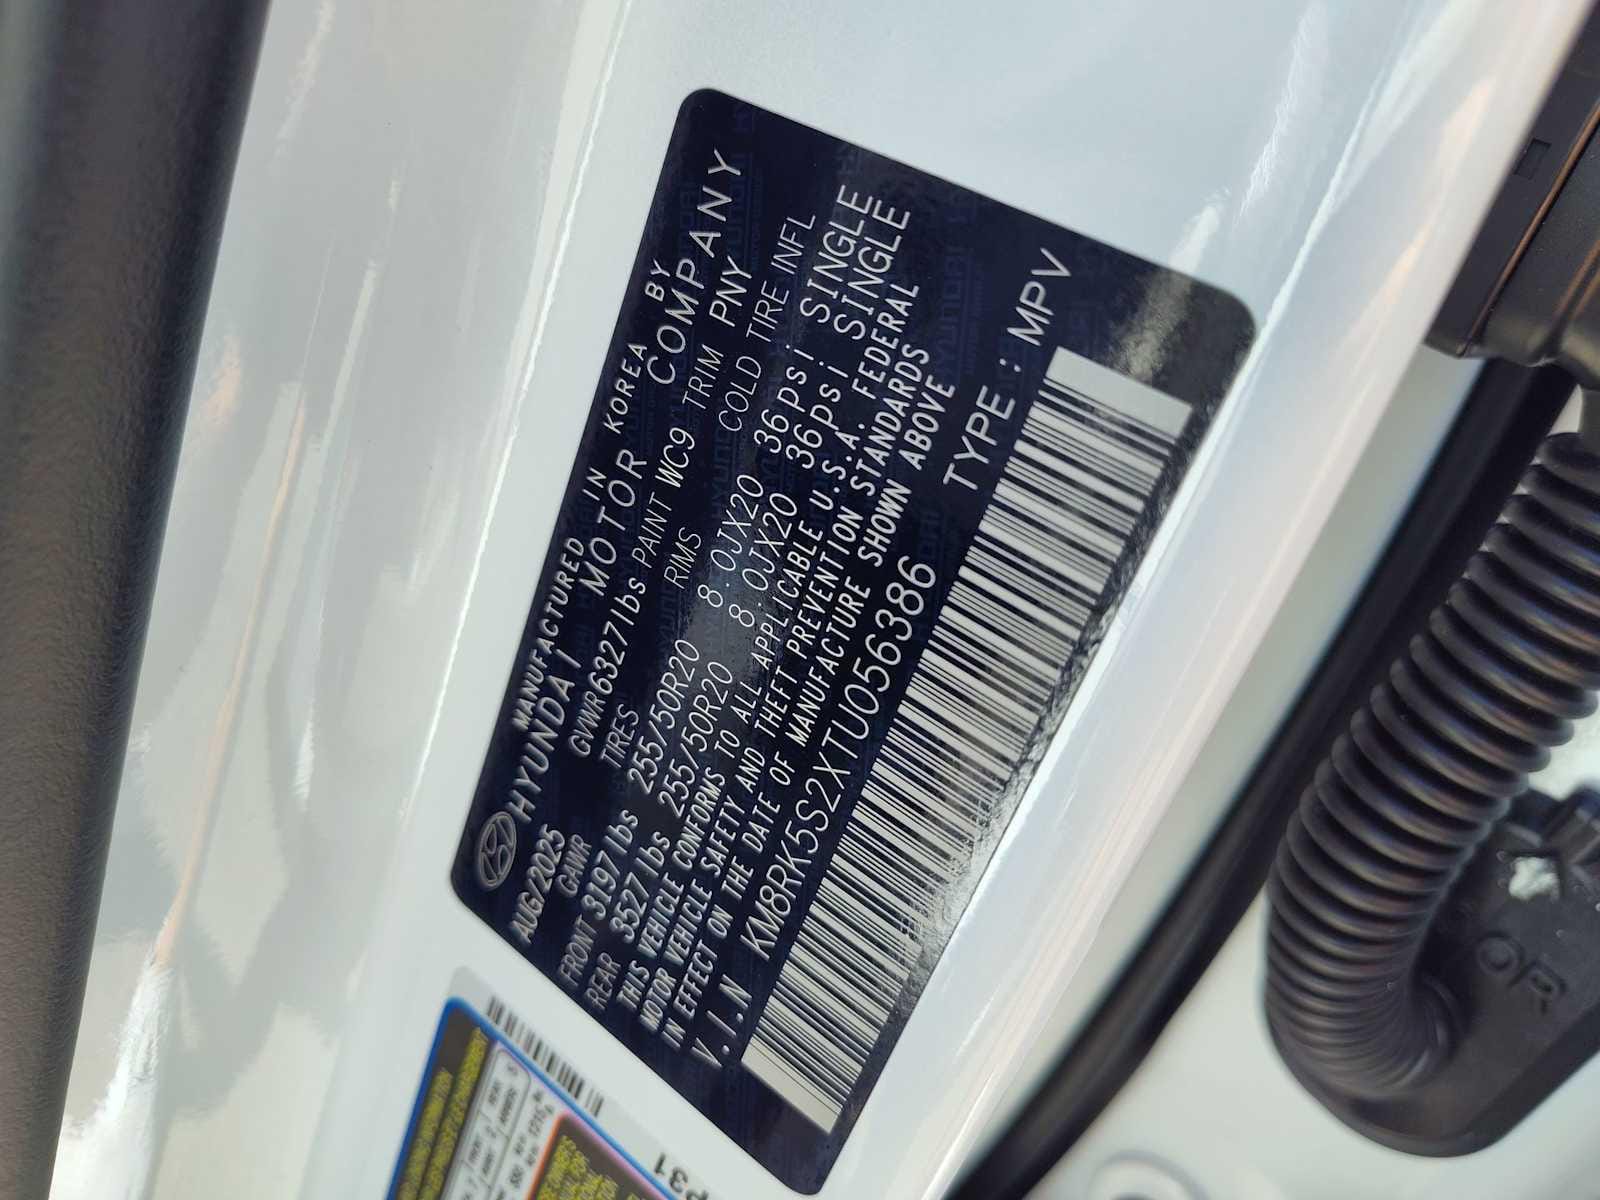 MANUFACTURED IN KOREA BY
HYUNDAI MOTOR COMPANY
AUG/2025 GVWR6327lbs PAINT WC9 TRIM PNY
GAWR TIRES RIMS COLD TIRE INFL
FRONT 3197lbs 255/50R20 8.0JX20 36psi SINGLE
REAR 3527lbs 255/50R20 8.0JX20 36psi SINGLE
THIS VEHICLE CONFORMS TO ALL APPLICABLE U.S.A. FEDERAL
MOTOR VEHICLE SAFETY AND THEFT PREVENTION STANDARDS
IN EFFECT ON THE DATE OF MANUFACTURE SHOWN ABOVE
V.I.N KM8RK5S2XTU056386 TYPE : MPV
P31